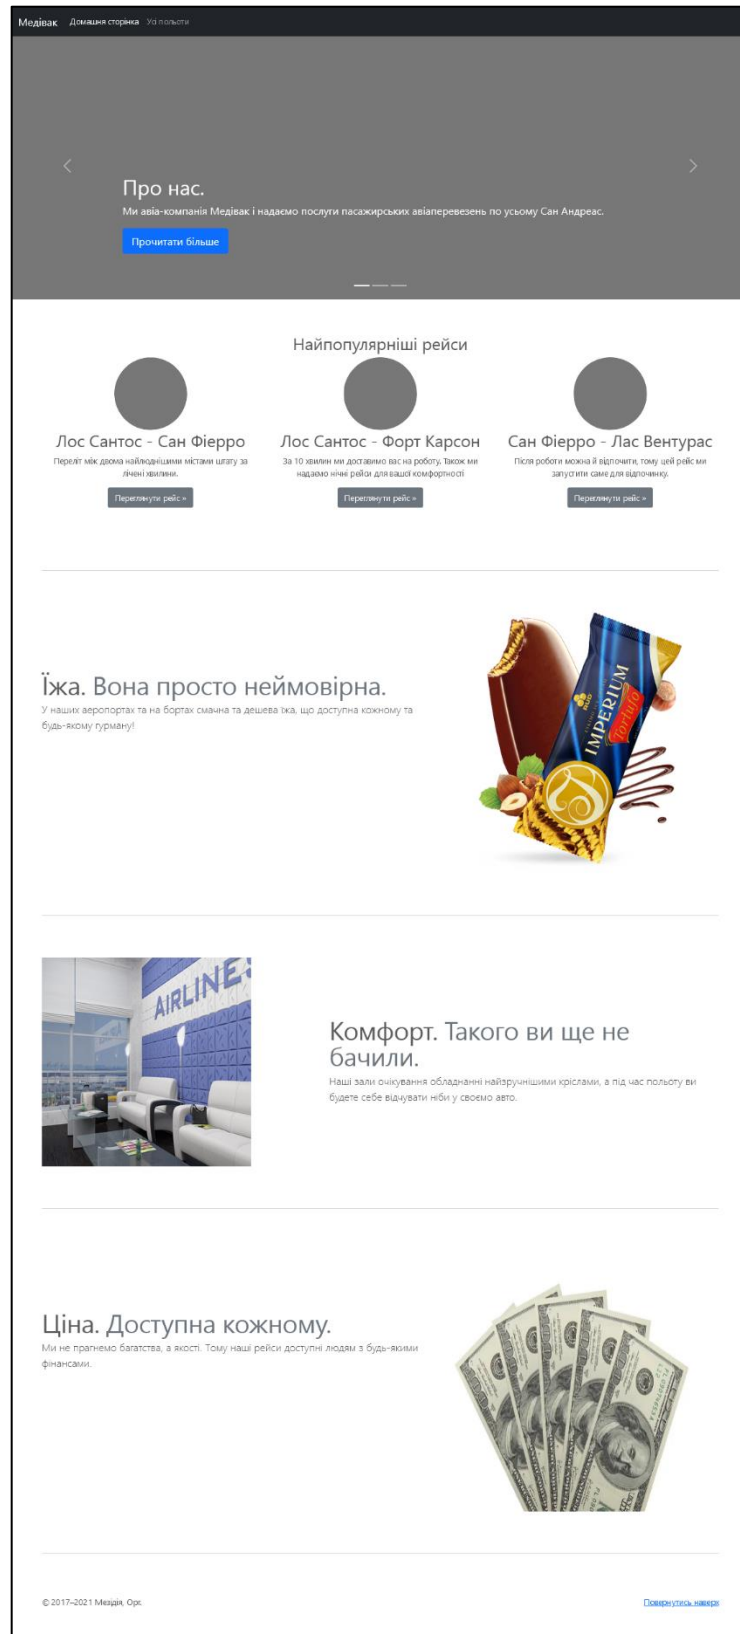 Медівак Домашня сторінка Усі польоти
Про нас.
Ми авіа-компанія Медівак і надаємо послуги пасажирських авіаперевезень по усьому Сан Андреас.
Прочитати більше
Найпопулярніші рейси
Лос Сантос - Сан Фіерро
Переліт між двома найлюднішими містами штату за
лічені хвилини.
Переглянути рейс »
Лос Сантос - Форт Карсон
За 10 хвилин ми доставимо вас на роботу. Також ми
надаємо нічні рейси для вашої комфортності
Переглянути рейс »
Сан Фіерро - Лас Вентурас
Після роботи можна й відпочити, тому цей рейс ми
запустити саме для відпочинку.
Переглянути рейс »
Їжа. Вона просто неймовірна.
У наших аеропортах та на бортах смачна та дешева їжа, що доступна кожному та
будь-якому гурману!
IMPERIUM
Tartufo
AIRLINES
Комфорт. Такого ви ще не
бачили.
Наші зали очікування обладнанні найзручнішими кріслами, а під час польоту ви
будете себе відчувати ніби у своємо авто.
Ціна. Доступна кожному.
Ми не прагнемо багатства, а якості. Тому наші рейси доступні людям з будь-якими
фінансами.
© 2017–2021 Мезідія, Орг.
Повернутись наверх